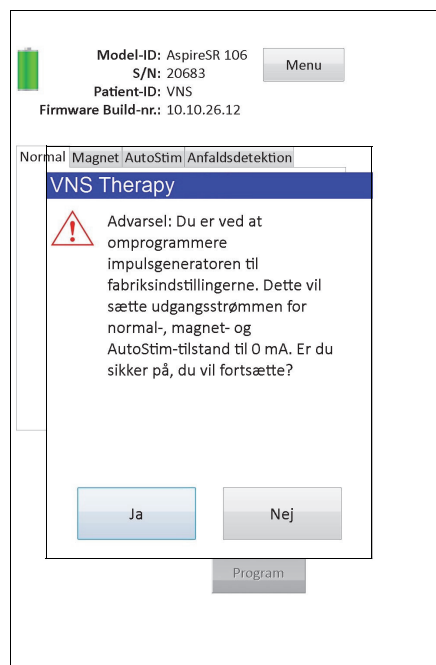 Model-ID: AspireSR 106
S/N: 20683
Patient-ID: VNS
Firmware Build-nr.: 10.10.26.12
Menu
Normal Magnet AutoStim Anfaldsdetektion
VNS Therapy
Advarsel: Du er ved at
omprogrammere
impulsgeneratoren til
fabriksindstillingerne. Dette vil
sætte udgangsstrømmen for
normal-, magnet- og
AutoStim-tilstand til 0 mA. Er du
sikker på, du vil fortsætte?
Ja
Nej
Program